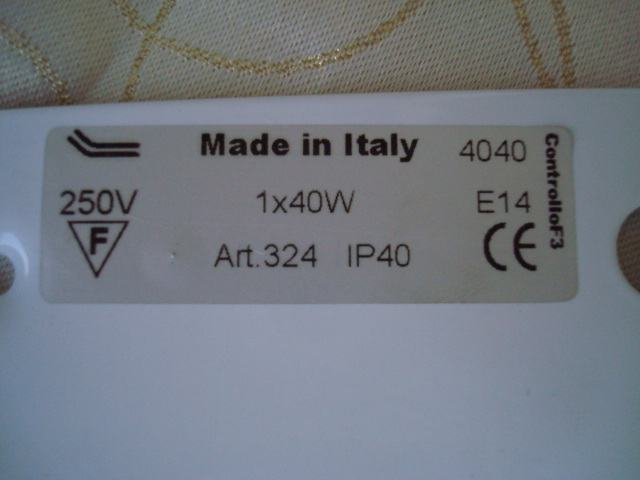 Made in Italy 4040
250V 1x40W E14
F Art.324 IP40 CE
ControlloF3